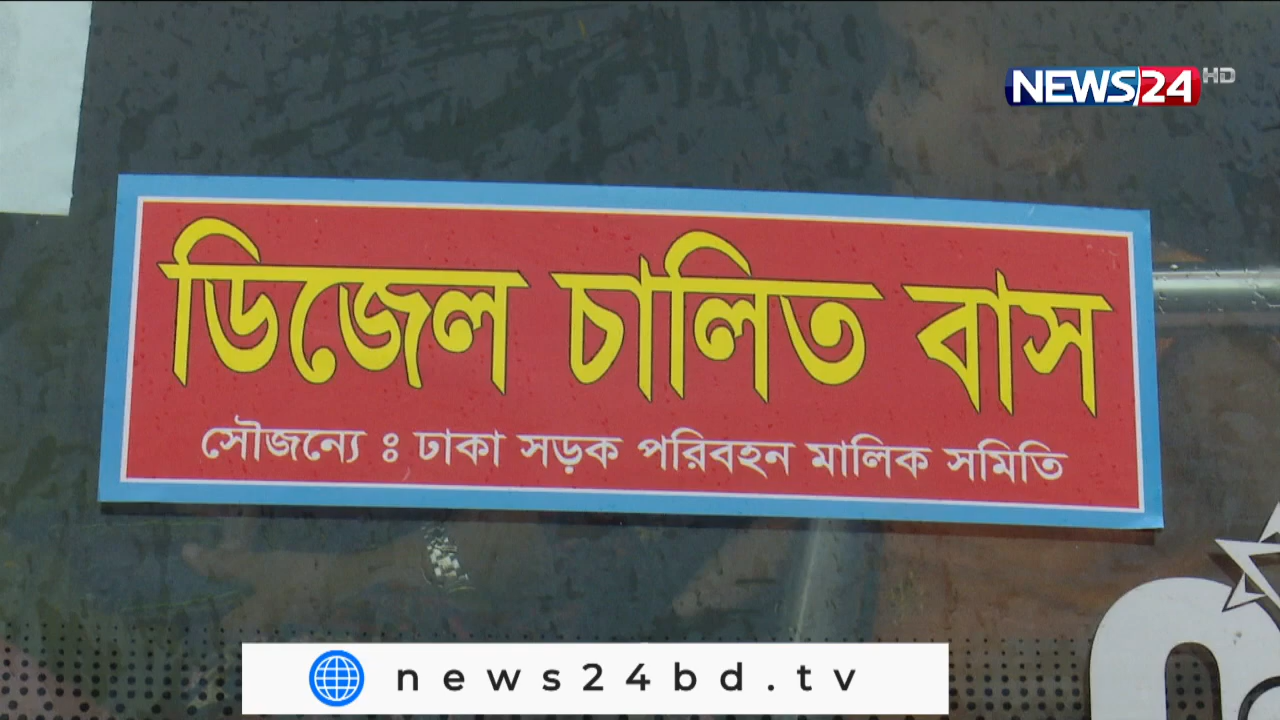 NEWS24 HD
ডিজেল চালিত বাস
সৌজন্যে ঃ ঢাকা সড়ক পরিবহন মালিক সমিতি
news24bd.tv